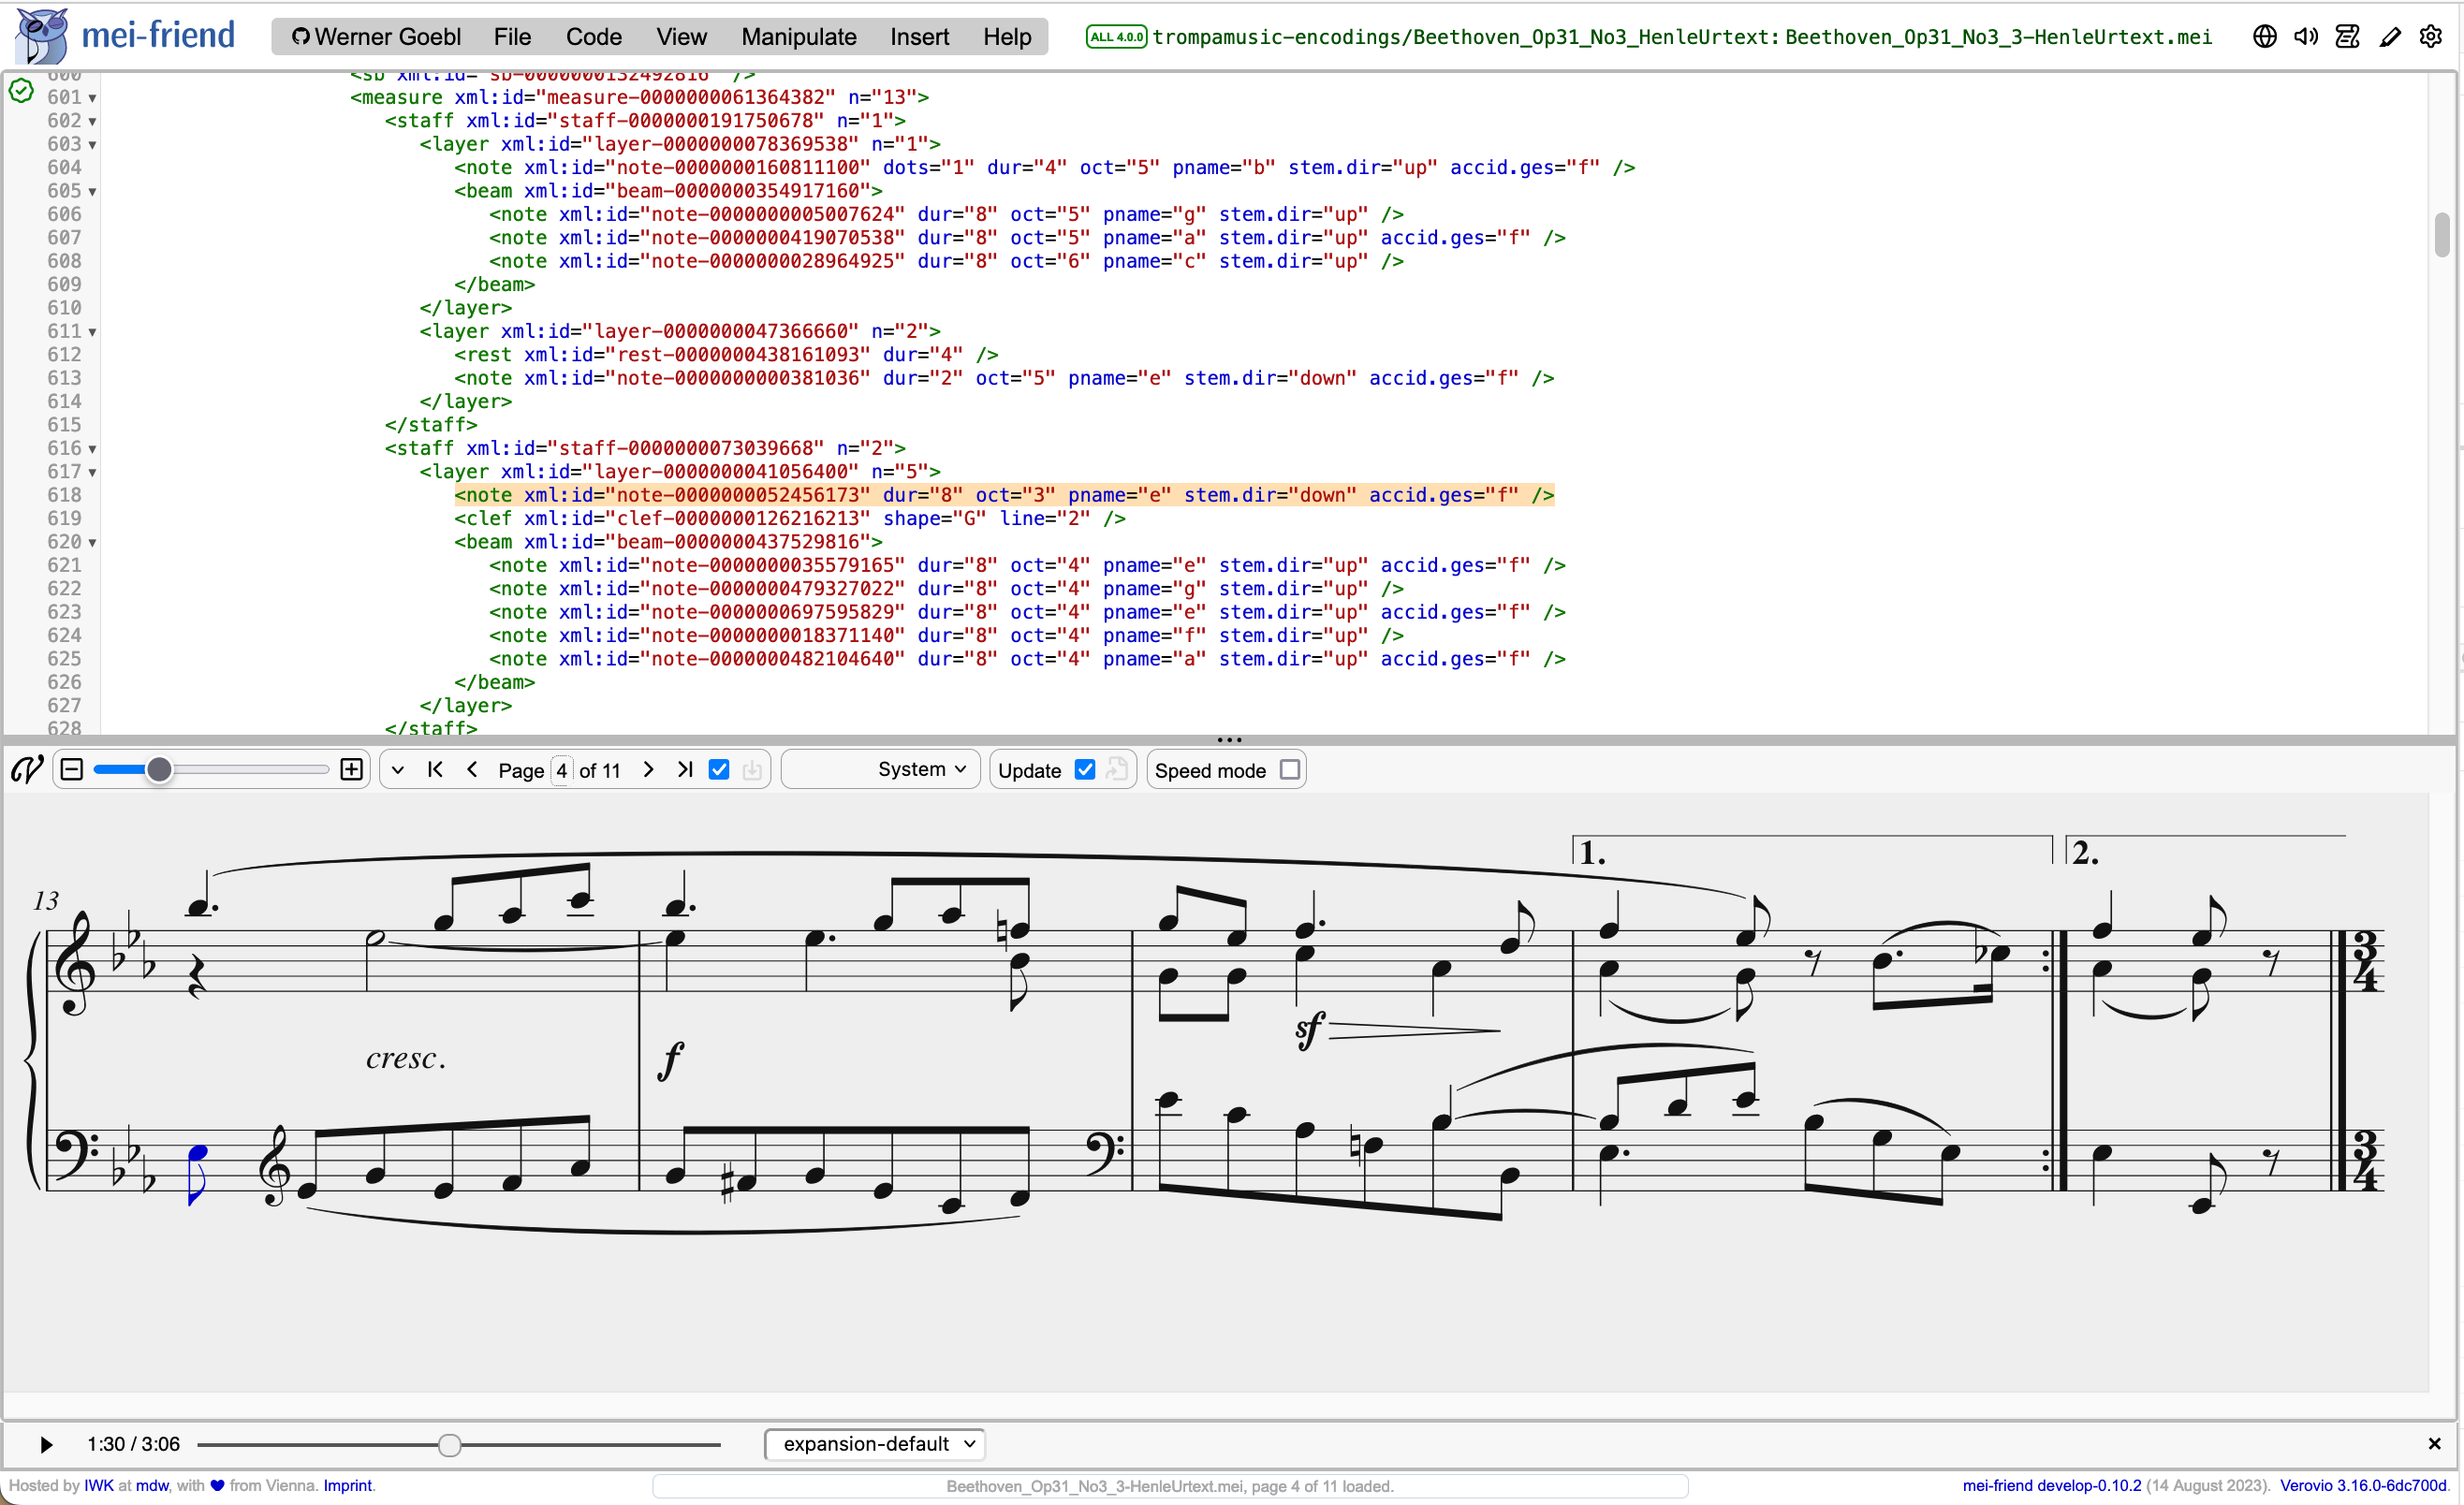 mei-friend Werner Goebl File Code View Manipulate Insert Help ALL 4.0.0 trompamusic-encodings/Beethoven_Op31_No3_HenleUrtext: Beethoven_Op31_No3_3-HenleUrtext.mei
600 <sb xml:id="sb-0000000132492816" />
601 <measure xml:id="measure-0000000061364382" n="13">
602 <staff xml:id="staff-0000000191750678" n="1">
603 <layer xml:id="layer-0000000078369538" n="1">
604 <note xml:id="note-0000000160811100" dots="1" dur="4" oct="5" pname="b" stem.dir="up" accid.ges="f" />
605 <beam xml:id="beam-0000000354917160">
606 <note xml:id="note-0000000005007624" dur="8" oct="5" pname="g" stem.dir="up" />
607 <note xml:id="note-0000000419070538" dur="8" oct="5" pname="a" stem.dir="up" accid.ges="f" />
608 <note xml:id="note-0000000028964925" dur="8" oct="6" pname="c" stem.dir="up" />
609 </beam>
610 </layer>
611 <layer xml:id="layer-0000000047366660" n="2">
612 <rest xml:id="rest-0000000438161093" dur="4" />
613 <note xml:id="note-0000000000381036" dur="2" oct="5" pname="e" stem.dir="down" accid.ges="f" />
614 </layer>
615 </staff>
616 <staff xml:id="staff-0000000073039668" n="2">
617 <layer xml:id="layer-0000000041056400" n="5">
618 <note xml:id="note-0000000052456173" dur="8" oct="3" pname="e" stem.dir="down" accid.ges="f" />
619 <clef xml:id="clef-0000000126216213" shape="G" line="2" />
620 <beam xml:id="beam-0000000437529816">
621 <note xml:id="note-0000000035579165" dur="8" oct="4" pname="e" stem.dir="up" accid.ges="f" />
622 <note xml:id="note-0000000479327022" dur="8" oct="4" pname="g" stem.dir="up" />
623 <note xml:id="note-0000000697595829" dur="8" oct="4" pname="e" stem.dir="up" accid.ges="f" />
624 <note xml:id="note-0000000018371140" dur="8" oct="4" pname="f" stem.dir="up" />
625 <note xml:id="note-0000000482104640" dur="8" oct="4" pname="a" stem.dir="up" accid.ges="f" />
626 </beam>
627 </layer>
628 </staff>
Page 4 of 11 System Update Speed mode
1. 2.
13
3 4
sf
cresc. f
3 4
1:30 / 3:06 expansion-default
Hosted by IWK at mdw, with from Vienna. Imprint. Beethoven_Op31_No3_3-HenleUrtext.mei, page 4 of 11 loaded. mei-friend develop-0.10.2 (14 August 2023). Verovio 3.16.0-6dc700d.